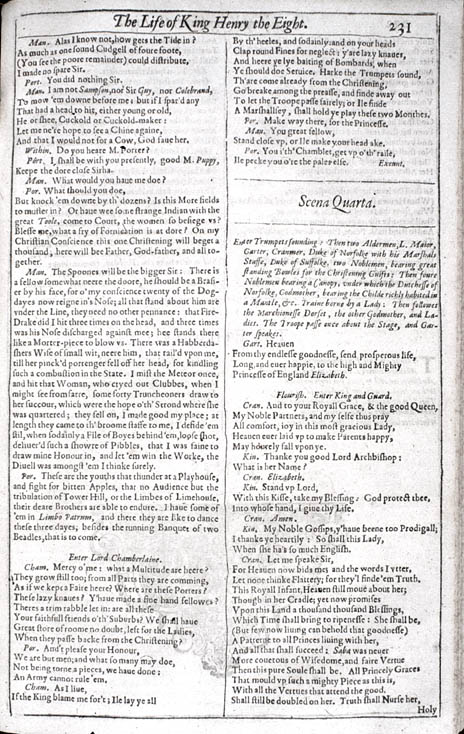 The Life of King Henry the Eight.
231
Man. Alas I know not, how gets the Tide in?
As much as one sound Cudgell of foure foote,
(You see the poore remainder) could distribute,
I made no spare Sir.
Port. You did nothing Sir.
Man. I am not Sampson, nor Sir Guy, nor Colebrand,
To mow 'em downe before me: but if I spar'd any
That had a head to hit, either young or old,
He or shee, Cuckold or Cuckold-maker:
Let me ne're hope to see a Chine againe,
And that I would not for a Cow, God saue her.
Within. Do you heare M. Porter?
Port. I shall be with you presently, good M. Puppy,
Keepe the dore close Sirha.
Man. What would you haue me doe?
Por. What should you doe,
But knock 'em downe by th' dozens? Is this More fields
to muster in? Or haue wee some strange Indian with the
great Toole, come to Court, the women so besiege vs?
Blesse me, what a fry of Fornication is at dore? On my
Christian Conscience this one Christening will beget a
thousand, here will bee Father, God-father, and all to-
gether.
Man. The Spoones will be the bigger Sir: There is
a fellow somewhat neere the doore, he should be a Brasi-
er by his face, for o' my conscience twenty of the Dog-
dayes now reigne in's Nose; all that stand about him are
vnder the Line, they need no other pennance: that Fire-
Drake did I hit three times on the head, and three times
was his Nose discharged against mee; hee stands there
like a Morter-piece to blow vs. There was a Habberda-
shers Wife of small wit, neere him, that rail'd vpon me,
till her pinck'd porrenger fell off her head, for kindling
such a combustion in the State. I mist the Meteor once,
and hit that Woman, who cryed out Clubbes, when I
might see from farre, some forty Truncheoners draw to
her succour, which were the hope o'th' Strond where she
was quartered; they fell on, I made good my place; at
length they came to th' broome staffe to me, I defide 'em
stil, when sodainly a File of Boyes behind 'em, loose shot,
deliuer'd such a showre of Pibbles, that I was faine to
draw mine Honour in, and let 'em win the Worke, the
Diuell was amongst 'em I thinke surely.
Por. These are the youths that thunder at a Playhouse,
and fight for bitten Apples, that no Audience but the
tribulation of Tower Hill, or the Limbes of Limehouse,
their deare Brothers are able to endure. I haue some of
'em in Limbo Patrum, and there they are like to dance
these three dayes; besides the running Banquet of two
Beadles, that is to come.
Enter Lord Chamberlaine.
Cham. Mercy o' me: what a Multitude are heere?
They grow still too; from all Parts they are comming,
As if we kept a Faire heere? Where are these Porters?
These lazy knaues? Y'haue made a fine hand fellowes?
Theres a trim rabble let in: are all these
Your faithfull friends o'th' Suburbs? We shall haue
Great store of roome no doubt, left for the Ladies,
When they passe backe from the Christening?
Por. And't please your Honour,
We are but men; and what so many may doe,
Not being torne a pieces, we haue done:
An Army cannot rule 'em.
Cham. As I liue,
If the King blame me for't; Ile lay ye all
By th' heeles, and sodainly: and on your heads
Clap round Fines for neglect: y'are lazy knaues,
And heere ye lye baiting of Bombards, when
Ye should doe Seruice. Harke the Trumpets sound,
Th'are come already from the Christening,
Go breake among the preasse, and finde away out
To let the Troope passe fairely; or Ile finde
A Marshallsey, shall hold ye play these two Monthes.
Por. Make way there, for the Princesse.
Man. You great fellow,
Stand close vp, or Ile make your head ake.
Por. You i'th' Chamblet, get vp o'th' raile,
Ile pecke you o're the pales else. Exeunt.
Scena Quarta.
Enter Trumpets sounding: Then two Aldermen, L. Maior,
Garter, Cranmer, Duke of Norfolke with his Marshals
Staffe, Duke of Suffolke, two Noblemen, bearing great
standing Bowles for the Christening Guifts: Then foure
Noblemen bearing a Canopy, vnder which the Dutchesse of
Norfolke, Godmother, bearing the Childe richly habited in
a Mantle, &c. Traine borne by a Lady: Then followes
the Marchionesse Dorset, the other Godmother, and La-
dies. The Troope passe once about the Stage, and Gar-
ter speakes.
Gart. Heauen
From thy endlesse goodnesse, send prosperous life,
Long, and euer happie, to the high and Mighty
Princesse of England Elizabeth.
Flourish. Enter King and Guard.
Cran. And to your Royall Grace, & the good Queen,
My Noble Partners, and my selfe thus pray
All comfort, ioy in this most gracious Lady,
Heauen euer laid vp to make Parents happy,
May hourely fall vpon ye.
Kin. Thanke you good Lord Archbishop:
What is her Name?
Cran. Elizabeth.
Kin. Stand vp Lord,
With this Kisse, take my Blessing: God protect thee,
Into whose hand, I giue thy Life.
Cran. Amen.
Kin. My Noble Gossips, y'haue beene too Prodigall;
I thanke ye heartily: So shall this Lady,
When she ha's so much English.
Cran. Let me speake Sir,
For Heauen now bids me; and the words I vtter,
Let none thinke Flattery; for they'l finde 'em Truth.
This Royall Infant, Heauen still moue about her;
Though in her Cradle; yet now promises
Vpon this Land a thousand thousand Blessings,
Which Time shall bring to ripenesse: She shall be,
(But few now liuing can behold that goodnesse)
A Patterne to all Princes liuing with her,
And all that shall succeed: Saba was neuer
More couetous of Wisedome, and faire Vertue
Then this pure Soule shall be. All Princely Graces
That mould vp such a mighty Piece as this is,
With all the Vertues that attend the good,
Shall still be doubled on her. Truth shall Nurse her,
Holy